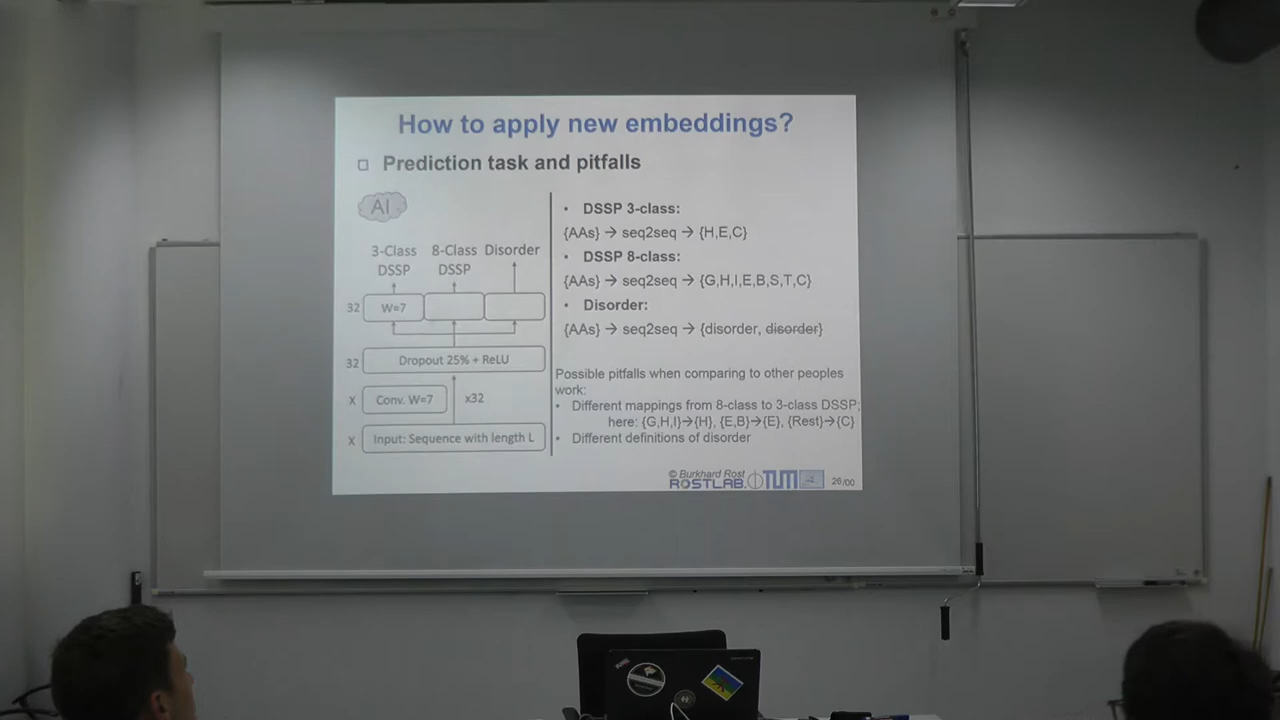 How to apply new embeddings?
Prediction task and pitfalls
AI
3-Class 8-Class Disorder
DSSP DSSP
32 W=7
32 Dropout 25% + ReLU
X Conv. W=7 x32
X Input: Sequence with length L
• DSSP 3-class:
{AAs} → seq2seq → {H,E,C}
• DSSP 8-class:
{AAs} → seq2seq → {G,H,I,E,B,S,T,C}
• Disorder:
{AAs} → seq2seq → {disorder, disorder}
Possible pitfalls when comparing to other peoples
work:
• Different mappings from 8-class to 3-class DSSP;
here: {G,H,I}→{H}, {E,B}→{E}, {Rest}→{C}
• Different definitions of disorder
© Burkhard Rost
ROSTLAB. TUM
26/00